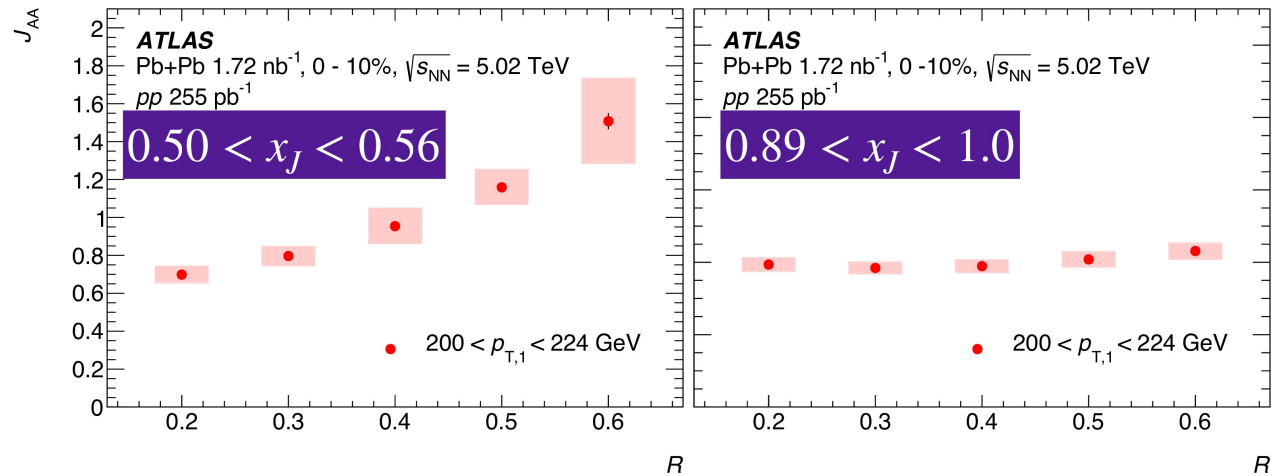 J_AA
2
1.8
1.6
1.4
1.2
1
0.8
0.6
0.4
0.2
0
ATLAS
Pb+Pb 1.72 nb⁻¹, 0 - 10%, √s_NN = 5.02 TeV
pp 255 pb⁻¹
0.50 < x_J < 0.56
200 < p_T,1 < 224 GeV
0.2 0.3 0.4 0.5 0.6
R
ATLAS
Pb+Pb 1.72 nb⁻¹, 0 -10%, √s_NN = 5.02 TeV
pp 255 pb⁻¹
0.89 < x_J < 1.0
200 < p_T,1 < 224 GeV
0.2 0.3 0.4 0.5 0.6
R